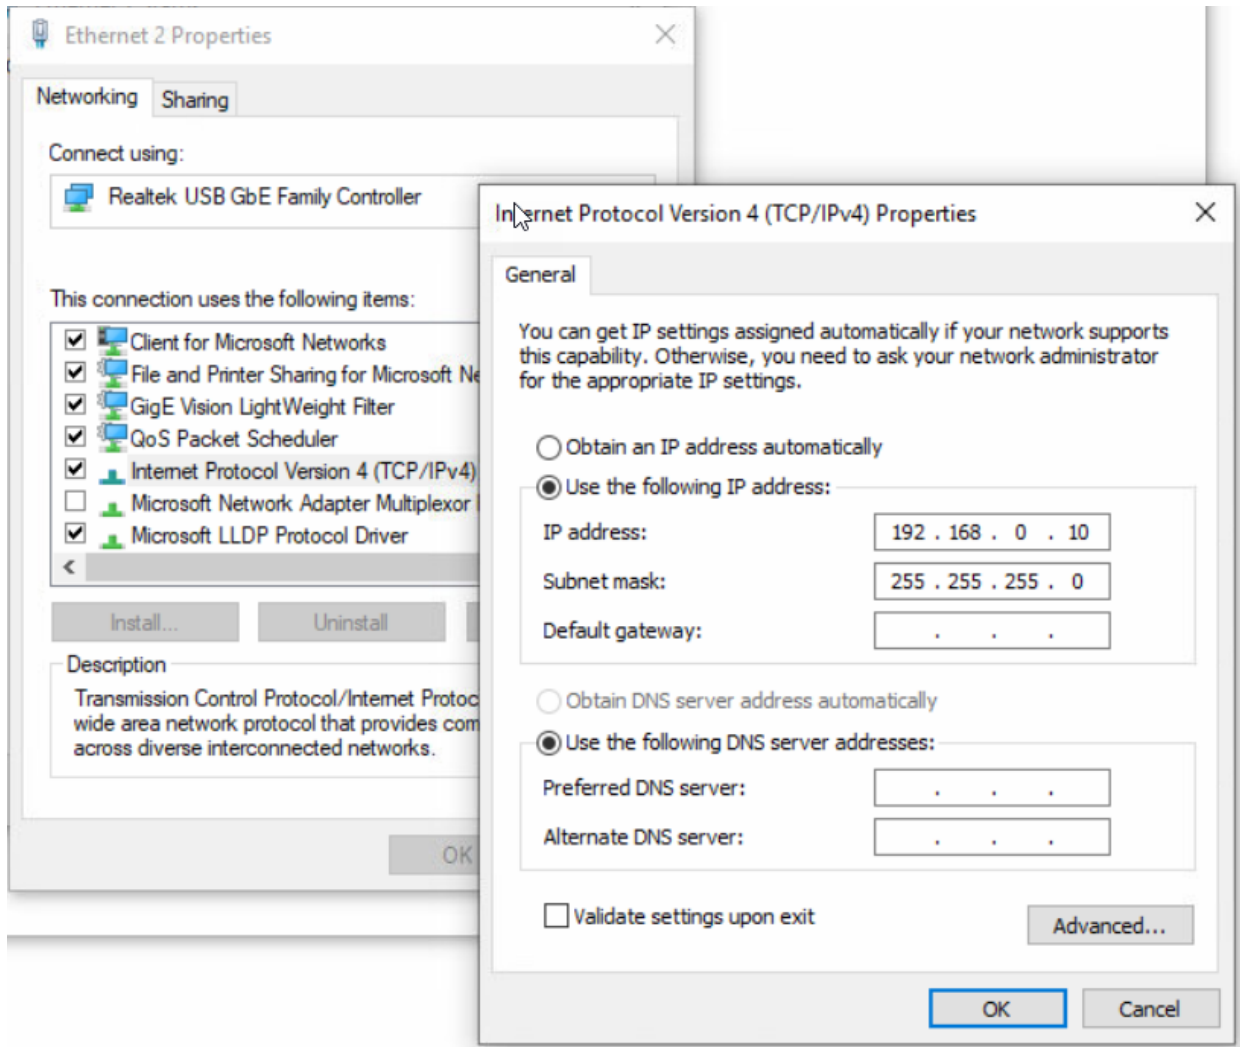 Ethernet 2 Properties
Networking
Sharing
Connect using:
Realtek USB GbE Family Controller
This connection uses the following items:
Client for Microsoft Networks
File and Printer Sharing for Microsoft Ne
GigE Vision LightWeight Filter
QoS Packet Scheduler
Internet Protocol Version 4 (TCP/IPv4)
Microsoft Network Adapter Multiplexor
Microsoft LLDP Protocol Driver
Install...
Uninstall
Description
Transmission Control Protocol/Internet Protoc
wide area network protocol that provides com
across diverse interconnected networks.
OK
Internet Protocol Version 4 (TCP/IPv4) Properties
General
You can get IP settings assigned automatically if your network supports
this capability. Otherwise, you need to ask your network administrator
for the appropriate IP settings.
Obtain an IP address automatically
Use the following IP address:
IP address: 192 . 168 . 0 . 10
Subnet mask: 255 . 255 . 255 . 0
Default gateway: . . .
Obtain DNS server address automatically
Use the following DNS server addresses:
Preferred DNS server: . . .
Alternate DNS server: . . .
Validate settings upon exit
Advanced...
OK
Cancel